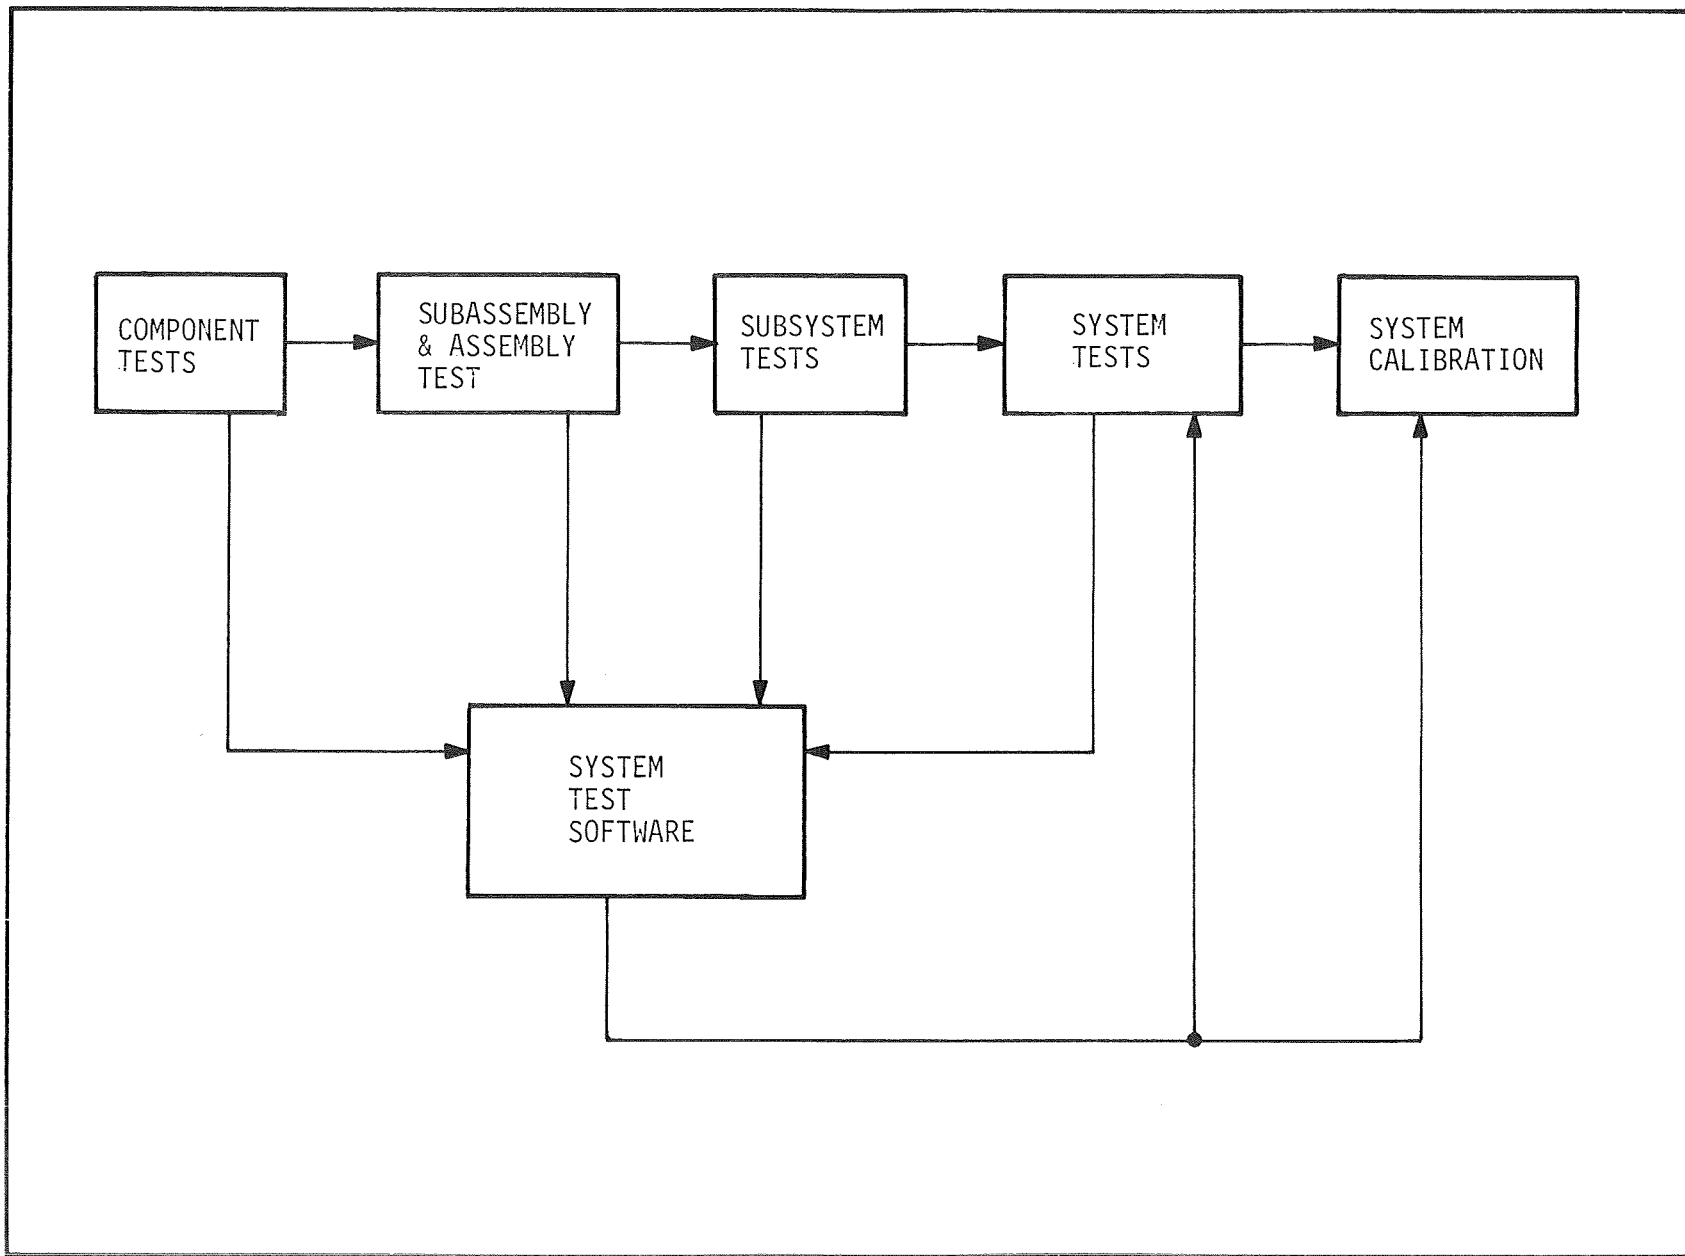 COMPONENT
TESTS
SUBASSEMBLY
& ASSEMBLY
TEST
SUBSYSTEM
TESTS
SYSTEM
TESTS
SYSTEM
CALIBRATION
SYSTEM
TEST
SOFTWARE